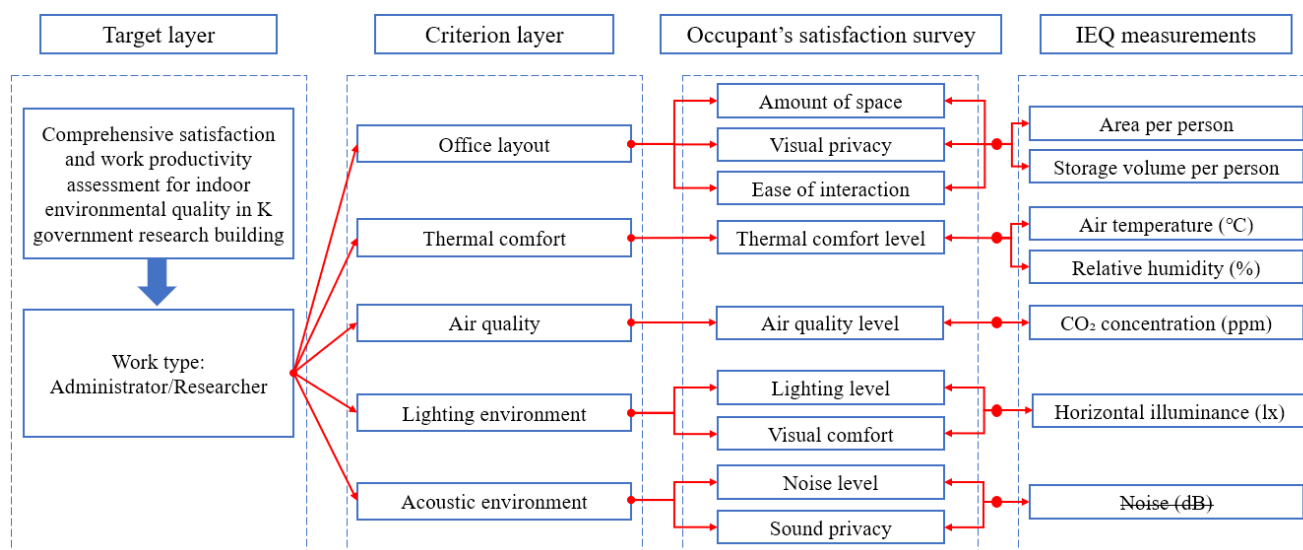 Target layer
Criterion layer
Occupant's satisfaction survey
IEQ measurements
Comprehensive satisfaction
and work productivity
assessment for indoor
environmental quality in K
government research building
Work type:
Administrator/Researcher
Office layout
Thermal comfort
Air quality
Lighting environment
Acoustic environment
Amount of space
Visual privacy
Ease of interaction
Thermal comfort level
Air quality level
Lighting level
Visual comfort
Noise level
Sound privacy
Area per person
Storage volume per person
Air temperature (℃)
Relative humidity (%)
CO₂ concentration (ppm)
Horizontal illuminance (lx)
Noise (dB)